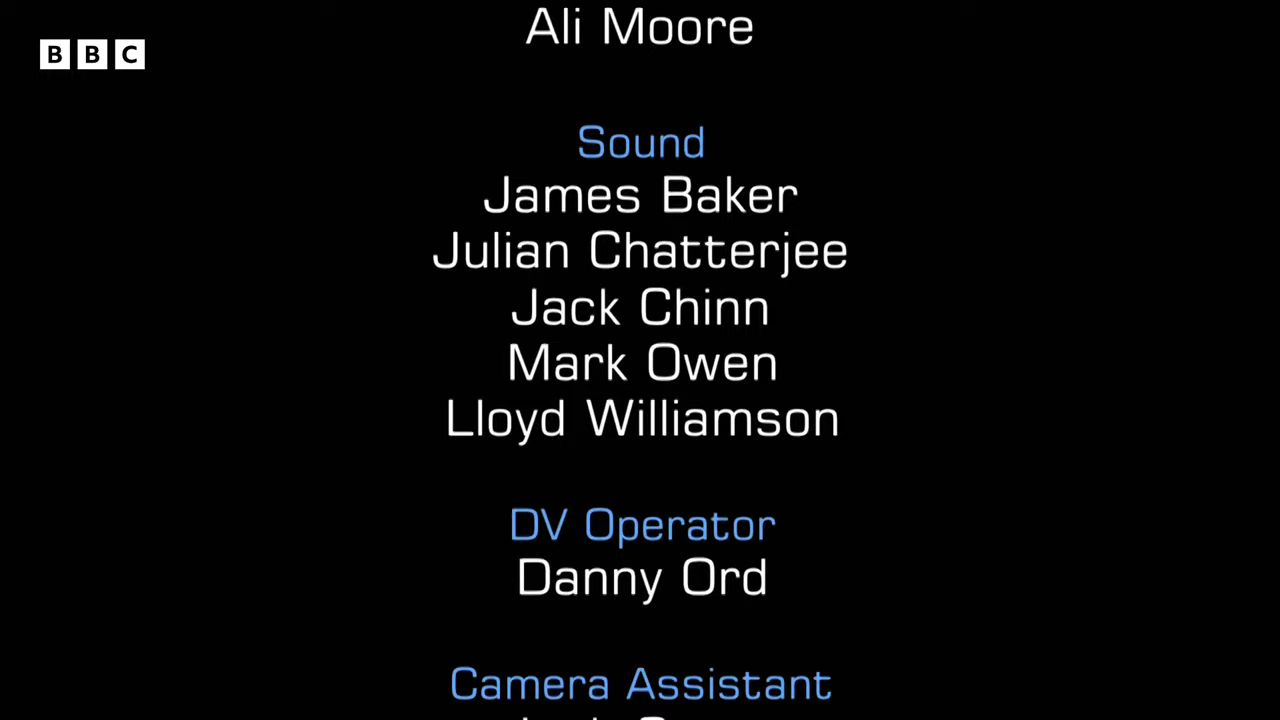 BBC
Ali Moore
Sound
James Baker
Julian Chatterjee
Jack Chinn
Mark Owen
Lloyd Williamson
DV Operator
Danny Ord
Camera Assistant